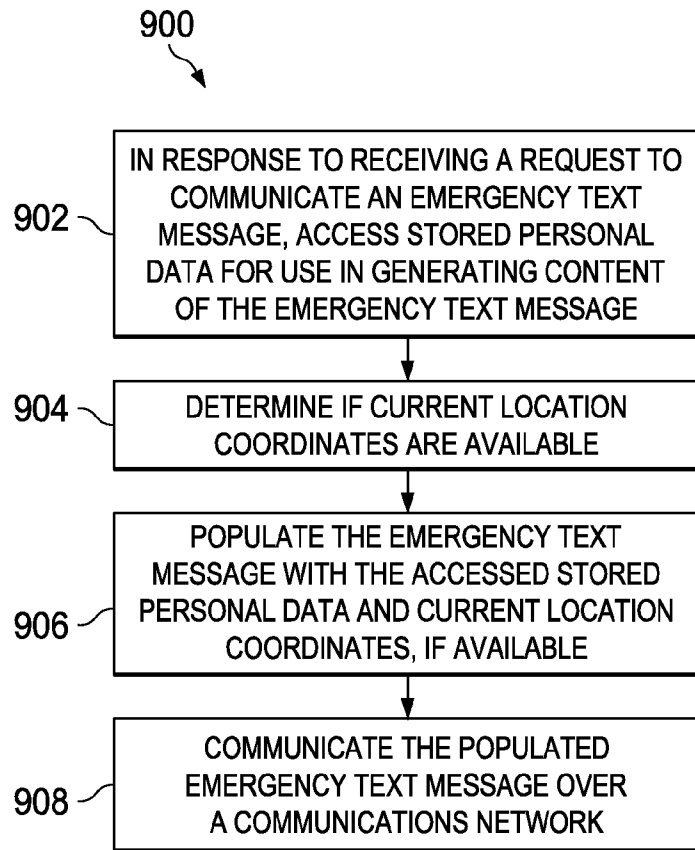 900
902
IN RESPONSE TO RECEIVING A REQUEST TO
COMMUNICATE AN EMERGENCY TEXT
MESSAGE, ACCESS STORED PERSONAL
DATA FOR USE IN GENERATING CONTENT
OF THE EMERGENCY TEXT MESSAGE
904
DETERMINE IF CURRENT LOCATION
COORDINATES ARE AVAILABLE
906
POPULATE THE EMERGENCY TEXT
MESSAGE WITH THE ACCESSED STORED
PERSONAL DATA AND CURRENT LOCATION
COORDINATES, IF AVAILABLE
908
COMMUNICATE THE POPULATED
EMERGENCY TEXT MESSAGE OVER
A COMMUNICATIONS NETWORK